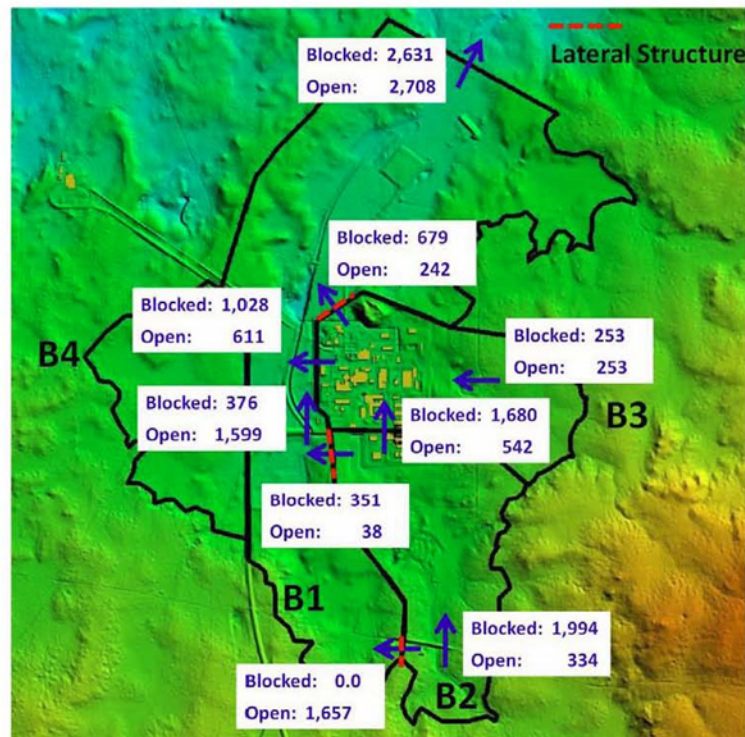 Blocked: 2,631
Open: 2,708
Lateral Structure
Blocked: 679
Open: 242
Blocked: 1,028
Open: 611
Blocked: 253
Open: 253
B4
Blocked: 376
Open: 1,599
Blocked: 1,680
Open: 542
B3
Blocked: 351
Open: 38
B1
Blocked: 1,994
Open: 334
Blocked: 0.0
Open: 1,657
B2